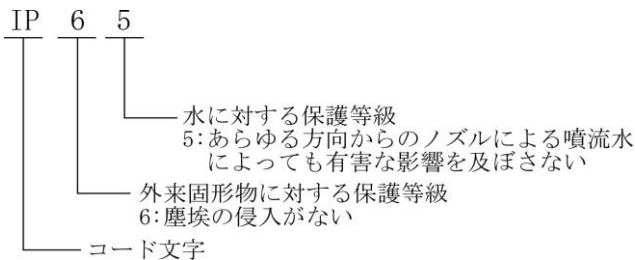 IP 6 5
水に対する保護等級
5:あらゆる方向からのノズルによる噴流水
によっても有害な影響を及ぼさない
外来固形物に対する保護等級
6:塵埃の侵入がない
コード文字